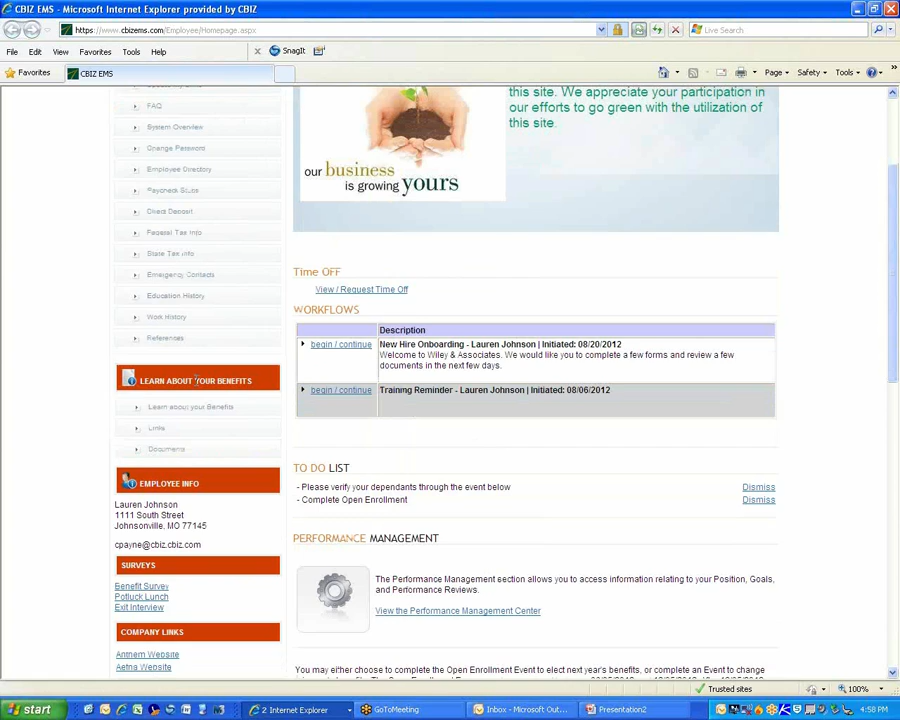 CBIZ EMS - Microsoft Internet Explorer provided by CBIZ
https://www.cbizems.com/Employee/Homepage.aspx
Live Search
File Edit View Favorites Tools Help
SnagIt
Favorites
CBIZ EMS
Page Safety Tools
FAQ
System Overview
Change Password
Employee Directory
Paycheck Stubs
Direct Deposit
Federal Tax Info
State Tax Info
Emergency Contacts
Education History
Work History
References
LEARN ABOUT YOUR BENEFITS
Learn about your Benefits
Links
Documents
EMPLOYEE INFO
Lauren Johnson
1111 South Street
Johnsonville, MO 77145
cpayne@cbiz.cbiz.com
SURVEYS
Benefit Survey
Potluck Lunch
Exit Interview
COMPANY LINKS
Anthem Website
Aetna Website
our business
is growing yours
this site. We appreciate your participation in
our efforts to go green with the utilization of
this site.
Time OFF
View / Request Time Off
WORKFLOWS
Description
begin / continue New Hire Onboarding - Lauren Johnson | Initiated: 08/20/2012
Welcome to Wiley & Associates. We would like you to complete a few forms and review a few
documents in the next few days.
begin / continue Training Reminder - Lauren Johnson | Initiated: 08/06/2012
TO DO LIST
- Please verify your dependants through the event below Dismiss
- Complete Open Enrollment Dismiss
PERFORMANCE MANAGEMENT
The Performance Management section allows you to access information relating to your Position, Goals,
and Performance Reviews.
View the Performance Management Center
You may either choose to complete the Open Enrollment Event to elect next year's benefits, or complete an Event to change
Trusted sites
100%
start
2 Internet Explorer
GoToMeeting
Inbox - Microsoft Out...
Presentation2
4:58 PM